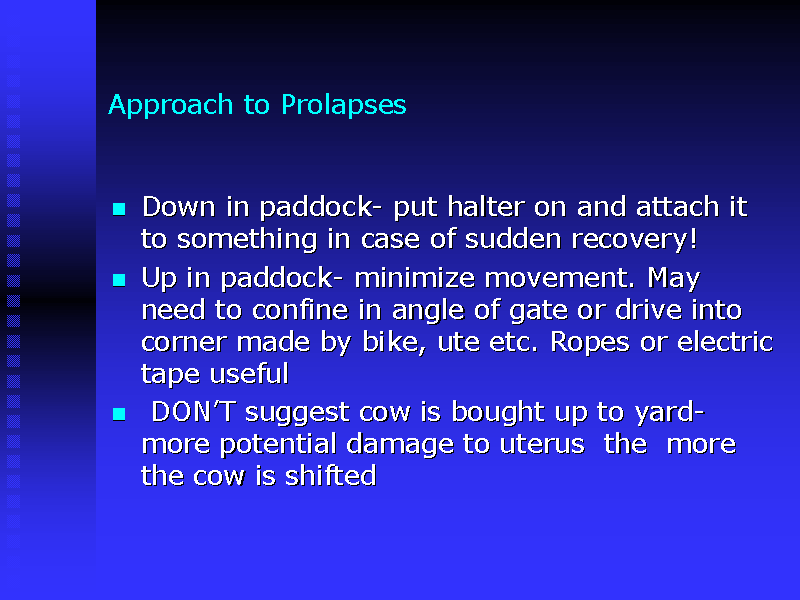 Approach to Prolapses
Down in paddock- put halter on and attach it
to something in case of sudden recovery!
Up in paddock- minimize movement. May
need to confine in angle of gate or drive into
corner made by bike, ute etc. Ropes or electric
tape useful
DON’T suggest cow is bought up to yard-
more potential damage to uterus  the  more
the cow is shifted